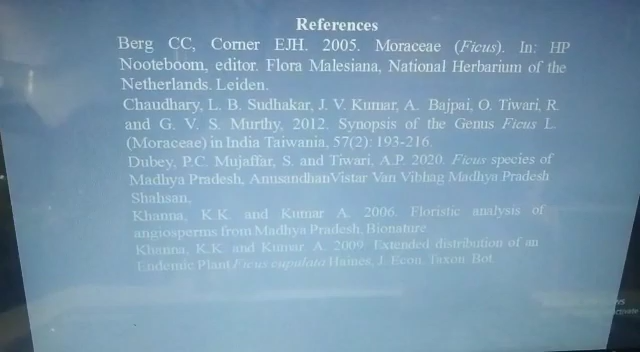 References
Berg CC, Corner EJH. 2005. Moraceae (Ficus). In: HP
Nooteboom, editor. Flora Malesiana, National Herbarium of the
Netherlands. Leiden.
Chaudhary, L. B. Sudhakar, J. V. Kumar, A. Bajpai, O. Tiwari, R.
and G. V. S. Murthy, 2012. Synopsis of the Genus Ficus L.
(Moraceae) in India Taiwania, 57(2): 193-216.
Dubey, P.C. Mujaffar, S. and Tiwari, A.P. 2020. Ficus species of
Madhya Pradesh, AnusandhanVistar Van Vibhag Madhya Pradesh
Shahsan.
Khanna, K.K. and Kumar A. 2006. Floristic analysis of
angiosperms from Madhya Pradesh, Bionature
Khanna, K.K. and Kumar A. 2009. Extended distribution of an
Endemic Plant Ficus cupulata Haines, J. Econ. Taxon. Bot.